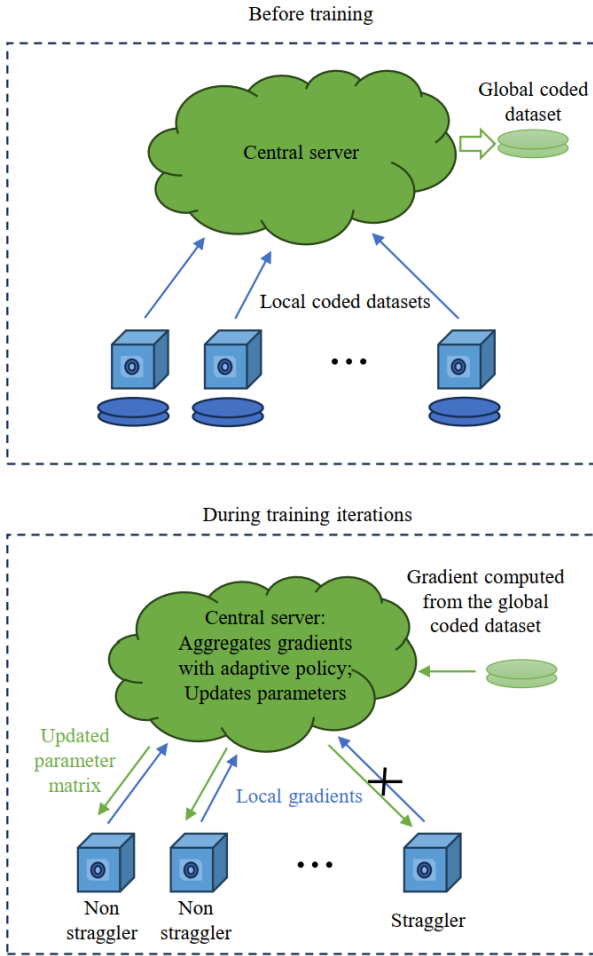 Before training
Global coded
dataset
Central server
Local coded datasets
...
During training iterations
Gradient computed
from the global
coded dataset
Central server:
Aggregates gradients
with adaptive policy;
Updates parameters
Updated
parameter
matrix
Local gradients
...
Non
straggler
Non
straggler
Straggler